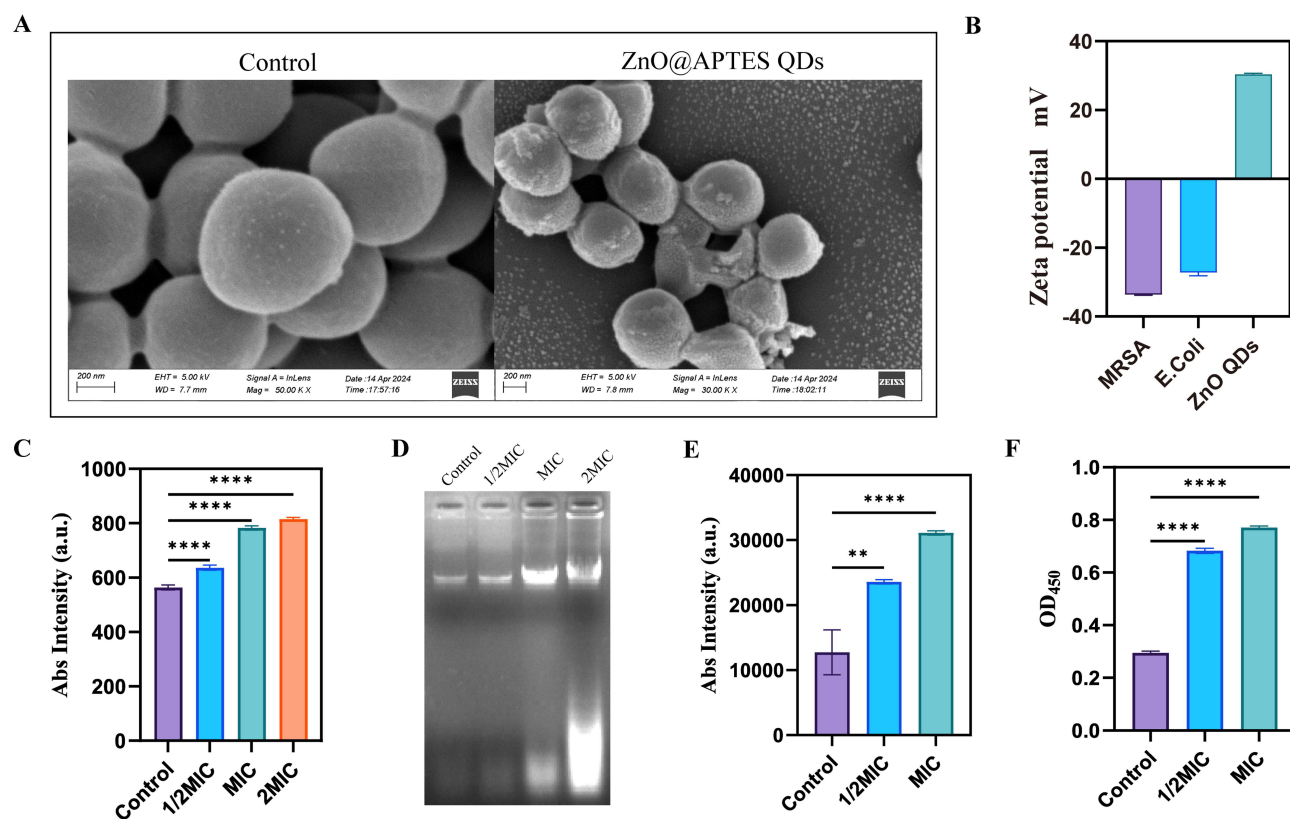 A
Control
ZnO@APTES QDs
200 nm
EHT = 5.00 kV
WD = 7.7 mm
Signal A = InLens
Mag = 50.00 K X
Date :14 Apr 2024
Time :17:57:16
ZEISS
200 nm
EHT = 5.00 kV
WD = 7.8 mm
Signal A = InLens
Mag = 30.00 K X
Date :14 Apr 2024
Time :18:02:11
ZEISS
B
Zeta potential mV
40
20
0
-20
-40
MRSA
E.Coli
ZnO QDs
C
Abs Intensity (a.u.)
1000
800
600
400
200
0
****
****
****
Control
1/2MIC
MIC
2MIC
D
Control
1/2MIC
MIC
2MIC
E
Abs Intensity (a.u.)
40000
30000
20000
10000
0
****
**
Control
1/2MIC
MIC
F
OD450
1.0
0.8
0.6
0.4
0.2
0.0
****
****
Control
1/2MIC
MIC